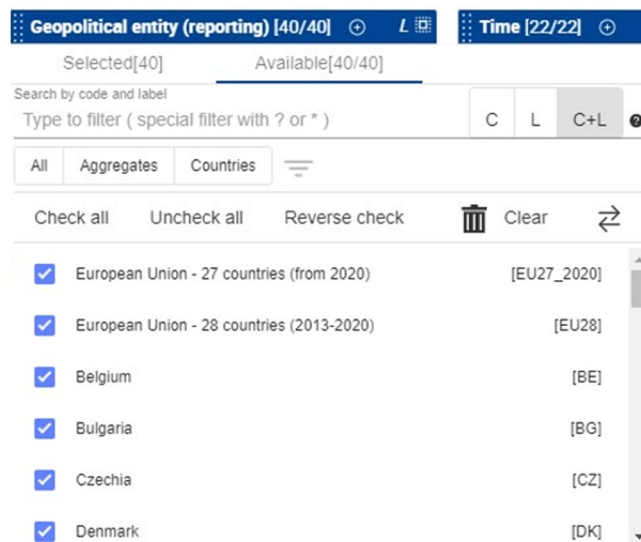 Geopolitical entity (reporting) [40/40] L Time [22/22]
Selected[40] Available[40/40]
Search by code and label
Type to filter ( special filter with ? or * ) C L C+L ?
All Aggregates Countries
Check all Uncheck all Reverse check Clear
European Union - 27 countries (from 2020) [EU27_2020]
European Union - 28 countries (2013-2020) [EU28]
Belgium [BE]
Bulgaria [BG]
Czechia [CZ]
Denmark [DK]